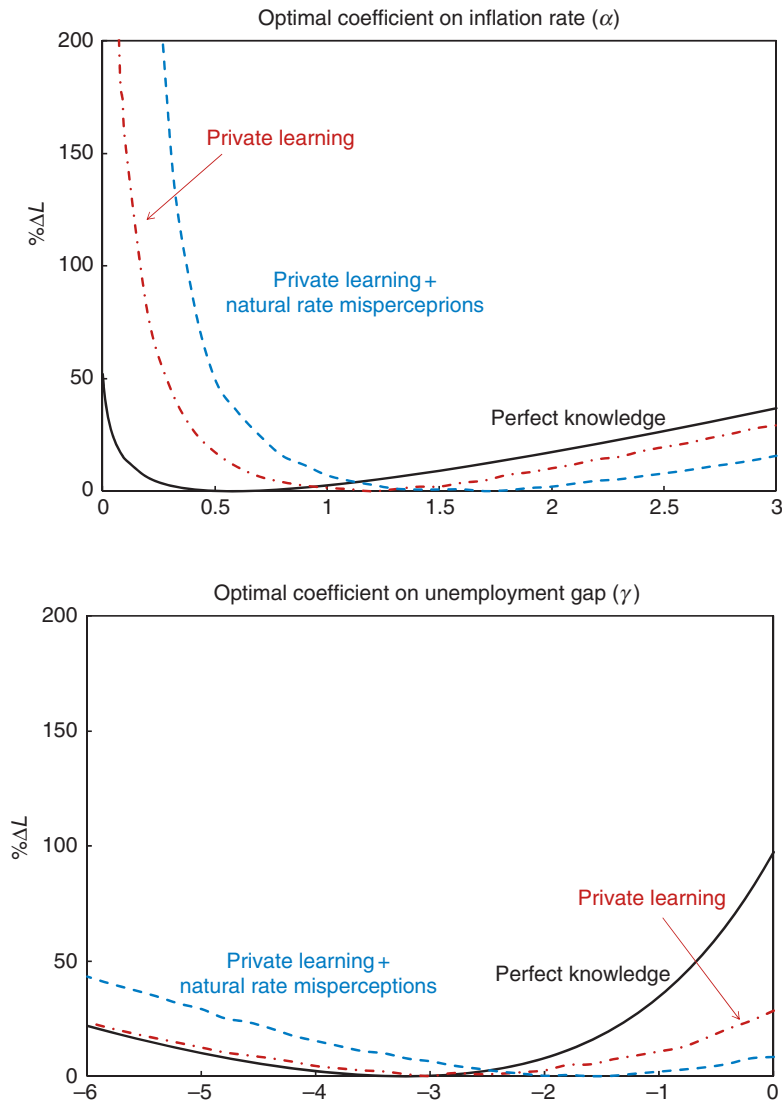 Optimal coefficient on inflation rate (α)
200
150
100
50
0
%ΔL
Private learning
Private learning +
natural rate misperceprions
Perfect knowledge
0 0.5 1 1.5 2 2.5 3
Optimal coefficient on unemployment gap (γ)
200
150
100
50
0
%ΔL
Private learning
Private learning +
natural rate misperceptions
Perfect knowledge
−6 −5 −4 −3 −2 −1 0